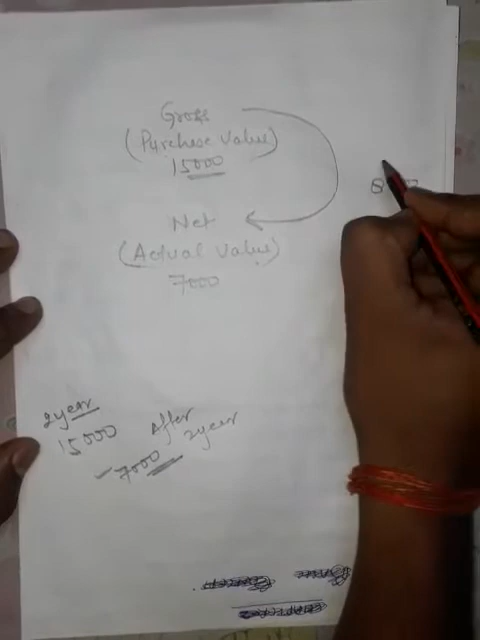 Gross
(Purchase Value)
15000
Net
(Actual Value)
7000
2year
15000
After
2year
7000